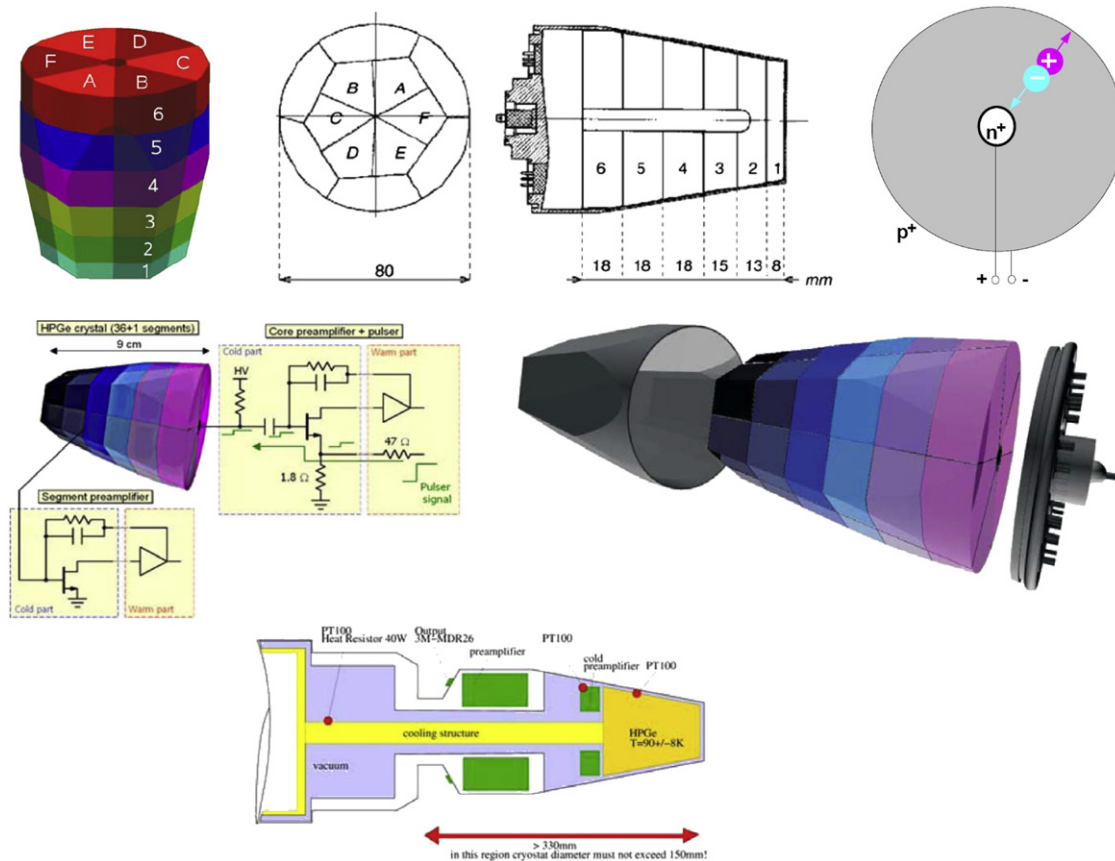 E D
F C
A B
6
5
4
3
2
1
B A
C F
D E
80
6 5 4 3 2 1
18 18 18 15 13 8 mm
+
−
n+
p+
+ -
HPGe crystal (36+1 segments)
9 cm
Core preamplifier + pulser
Cold part
Warm part
HV
47 Ω
1.8 Ω
Pulser
signal
Segment preamplifier
Cold part
Warm part
PT100
Heat Resistor 40W
Output
3M-MDR26
preamplifier
PT100
cold
preamplifier
PT100
cooling structure
HPGe
T=90+/-8K
vacuum
> 330mm
in this region cryostat diameter must not exceed 150mm!